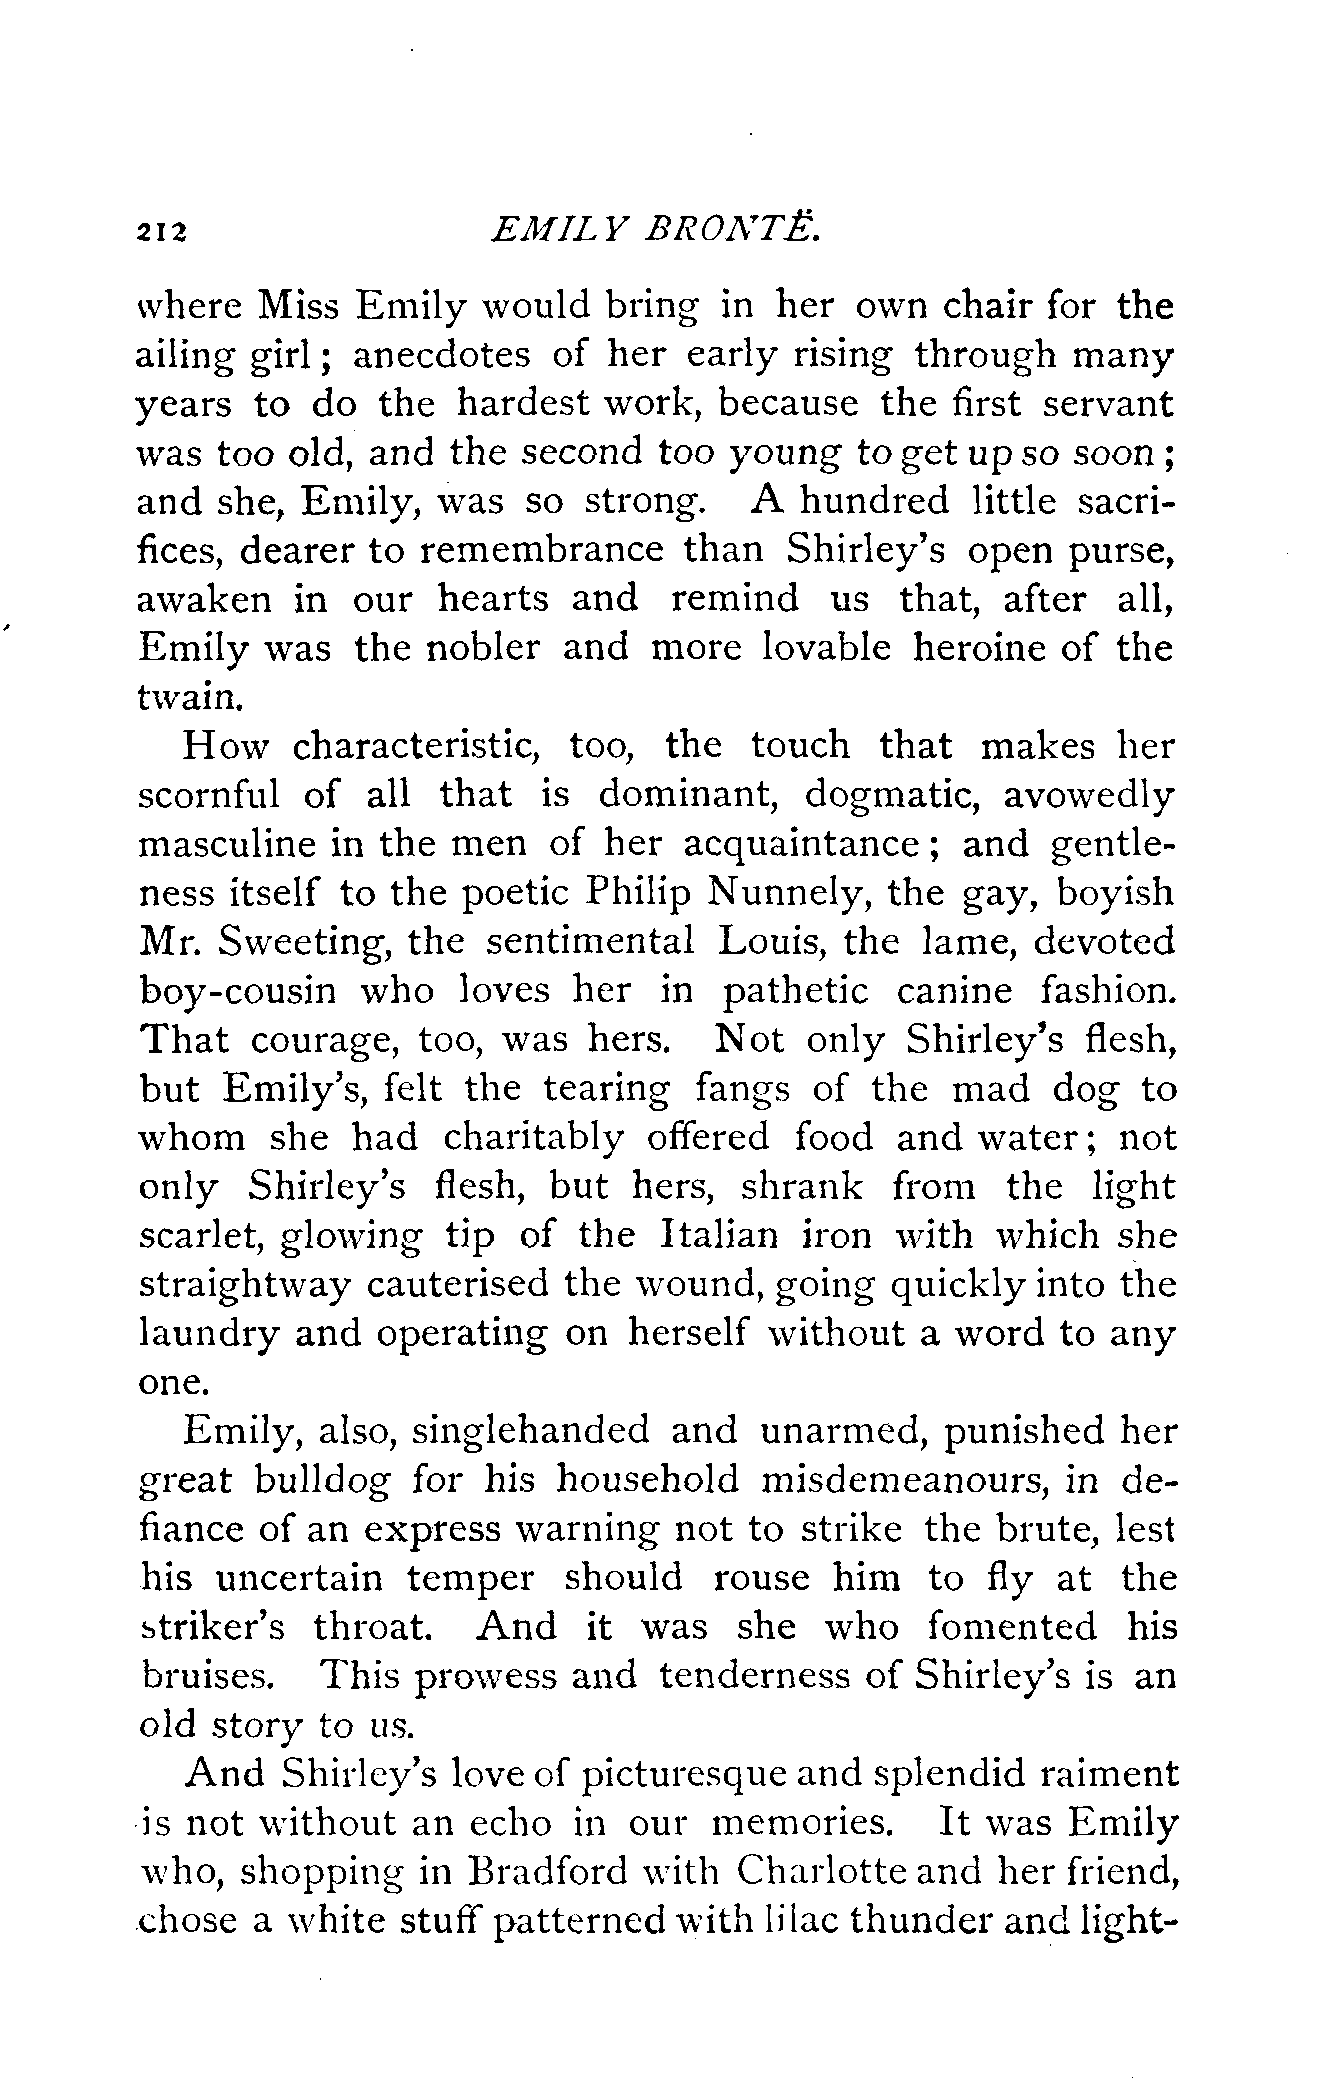 212 EMILY BRONTË.
where Miss Emily would bring in her own chair for the
ailing girl; anecdotes of her early rising through many
years to do the hardest work, because the first servant
was too old, and the second too young to get up so soon;
and she, Emily, was so strong. A hundred little sacri-
fices, dearer to remembrance than Shirley's open purse,
awaken in our hearts and remind us that, after all,
Emily was the nobler and more lovable heroine of the
twain.
How characteristic, too, the touch that makes her
scornful of all that is dominant, dogmatic, avowedly
masculine in the men of her acquaintance; and gentle-
ness itself to the poetic Philip Nunnely, the gay, boyish
Mr. Sweeting, the sentimental Louis, the lame, devoted
boy-cousin who loves her in pathetic canine fashion.
That courage, too, was hers. Not only Shirley's flesh,
but Emily's, felt the tearing fangs of the mad dog to
whom she had charitably offered food and water; not
only Shirley's flesh, but hers, shrank from the light
scarlet, glowing tip of the Italian iron with which she
straightway cauterised the wound, going quickly into the
laundry and operating on herself without a word to any
one.
Emily, also, singlehanded and unarmed, punished her
great bulldog for his household misdemeanours, in de-
fiance of an express warning not to strike the brute, lest
his uncertain temper should rouse him to fly at the
striker's throat. And it was she who fomented his
bruises. This prowess and tenderness of Shirley's is an
old story to us.
And Shirley's love of picturesque and splendid raiment
is not without an echo in our memories. It was Emily
who, shopping in Bradford with Charlotte and her friend,
chose a white stuff patterned with lilac thunder and light-